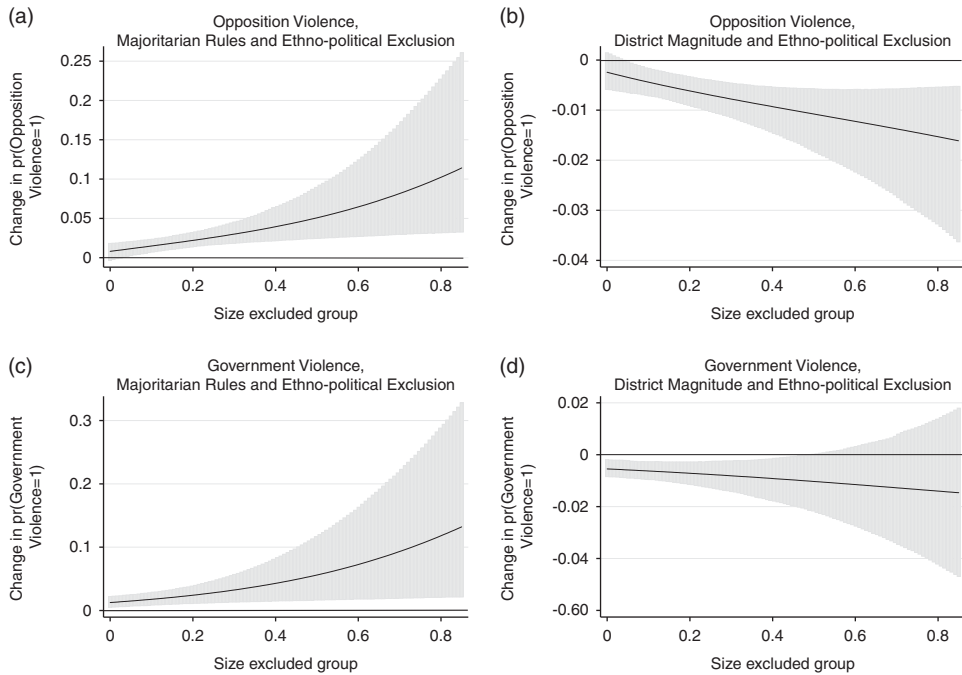 (a)
Opposition Violence,
Majoritarian Rules and Ethno-political Exclusion
Change in pr(Opposition
Violence=1)
0.25
0.2
0.15
0.1
0.05
0
0 0.2 0.4 0.6 0.8
Size excluded group
(b)
Opposition Violence,
District Magnitude and Ethno-political Exclusion
Change in pr(Opposition
Violence=1)
0
-0.01
-0.02
-0.03
-0.04
0 0.2 0.4 0.6 0.8
Size excluded group
(c)
Government Violence,
Majoritarian Rules and Ethno-political Exclusion
Change in pr(Government
Violence=1)
0.3
0.2
0.1
0
0 0.2 0.4 0.6 0.8
Size excluded group
(d)
Government Violence,
District Magnitude and Ethno-political Exclusion
Change in pr(Government
Violence=1)
0.02
0
-0.02
-0.04
-0.60
0 0.2 0.4 0.6 0.8
Size excluded group